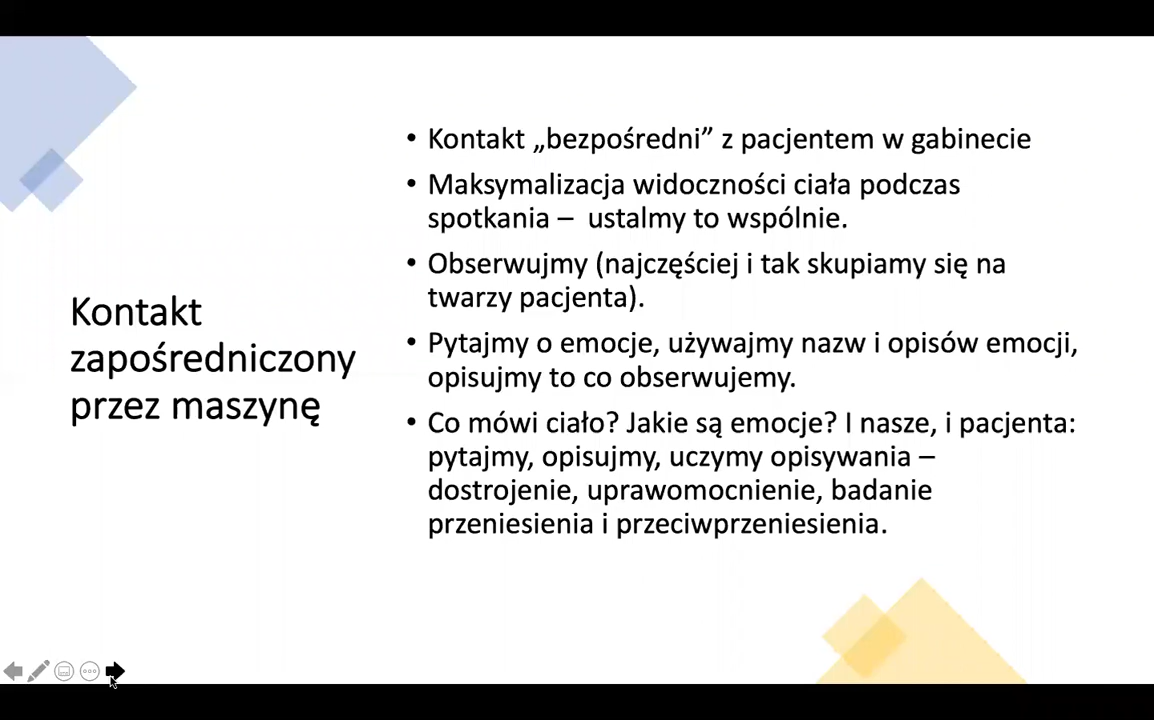 Kontakt
zapośredniczony
przez maszynę
• Kontakt „bezpośredni” z pacjentem w gabinecie
• Maksymalizacja widoczności ciała podczas
spotkania – ustalmy to wspólnie.
• Obserwujmy (najczęściej i tak skupiamy się na
twarzy pacjenta).
• Pytajmy o emocje, używajmy nazw i opisów emocji,
opisujmy to co obserwujemy.
• Co mówi ciało? Jakie są emocje? I nasze, i pacjenta:
pytajmy, opisujmy, uczymy opisywania –
dostrojenie, uprawomocnienie, badanie
przeniesienia i przeciwprzeniesienia.